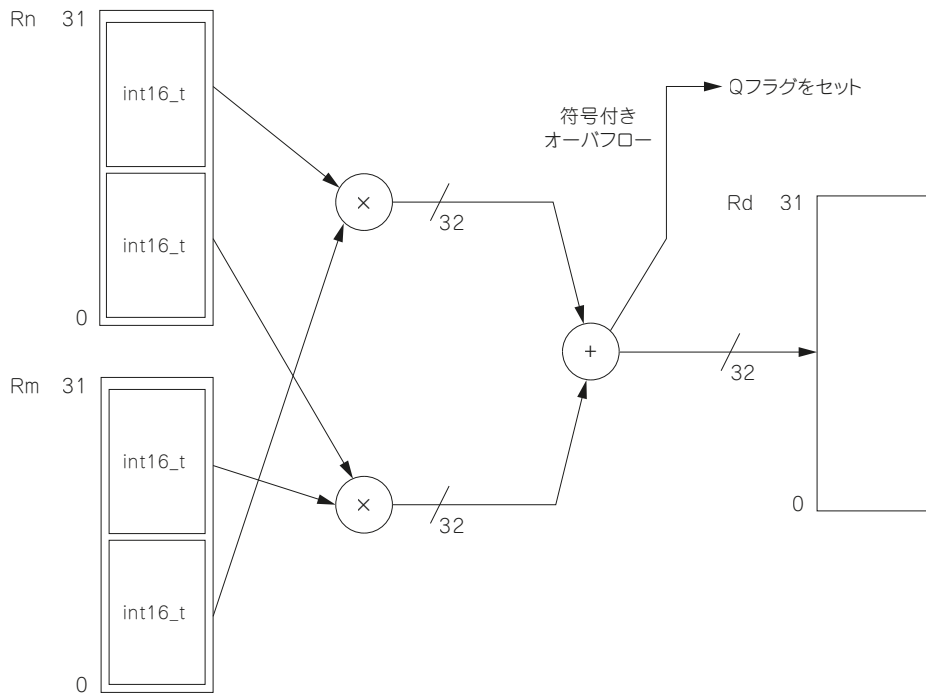 Rn 31
int16_t
int16_t
0
Rm 31
int16_t
int16_t
0
×
32
×
32
符号付き
オーバフロー
Qフラグをセット
+
32
Rd 31
0